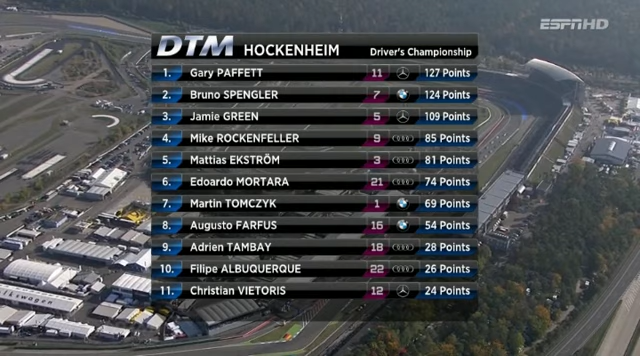 ESPN HD
DTM HOCKENHEIM Driver's Championship
1. Gary PAFFETT 11 127 Points
2. Bruno SPENGLER 7 124 Points
3. Jamie GREEN 5 109 Points
4. Mike ROCKENFELLER 9 85 Points
5. Mattias EKSTRÖM 3 81 Points
6. Edoardo MORTARA 21 74 Points
7. Martin TOMCZYK 1 69 Points
8. Augusto FARFUS 16 54 Points
9. Adrien TAMBAY 18 28 Points
10. Filipe ALBUQUERQUE 22 26 Points
11. Christian VIETORIS 12 24 Points
Volkswagen